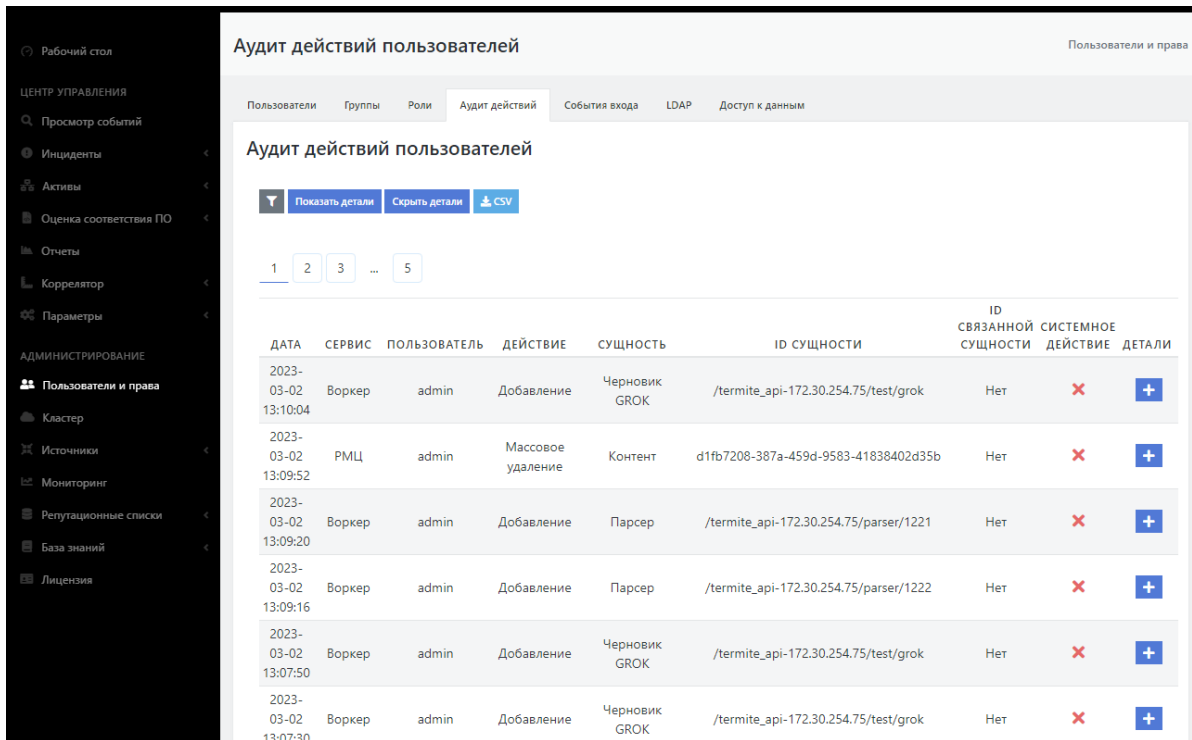 Рабочий стол
ЦЕНТР УПРАВЛЕНИЯ
Просмотр событий
Инциденты
Активы
Оценка соответствия ПО
Отчеты
Коррелятор
Параметры
АДМИНИСТРИРОВАНИЕ
Пользователи и права
Кластер
Источники
Мониторинг
Репутационные списки
База знаний
Лицензия
Аудит действий пользователей
Пользователи и права
Пользователи Группы Роли Аудит действий События входа LDAP Доступ к данным
Аудит действий пользователей
Показать детали Скрыть детали CSV
1 2 3 ... 5
ДАТА СЕРВИС ПОЛЬЗОВАТЕЛЬ ДЕЙСТВИЕ СУЩНОСТЬ ID СУЩНОСТИ ID СВЯЗАННОЙ СУЩНОСТИ СИСТЕМНОЕ ДЕЙСТВИЕ ДЕТАЛИ
2023-03-02 13:10:04 Воркер admin Добавление Черновик GROK /termite_api-172.30.254.75/test/grok Нет
2023-03-02 13:09:52 РМЦ admin Массовое удаление Контент d1fb7208-387a-459d-9583-41838402d35b Нет
2023-03-02 13:09:20 Воркер admin Добавление Парсер /termite_api-172.30.254.75/parser/1221 Нет
2023-03-02 13:09:16 Воркер admin Добавление Парсер /termite_api-172.30.254.75/parser/1222 Нет
2023-03-02 13:07:50 Воркер admin Добавление Черновик GROK /termite_api-172.30.254.75/test/grok Нет
2023-03-02 13:07:30 Воркер admin Добавление Черновик GROK /termite_api-172.30.254.75/test/grok Нет